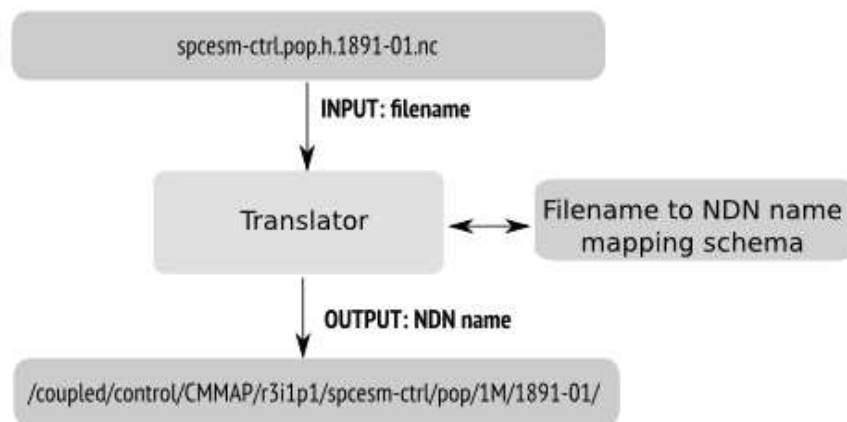 spcesm-ctrl.pop.h.1891-01.nc
INPUT: filename
Translator
Filename to NDN name
mapping schema
OUTPUT: NDN name
/coupled/control/CMMAP/r3i1p1/spcesm-ctrl/pop/1M/1891-01/